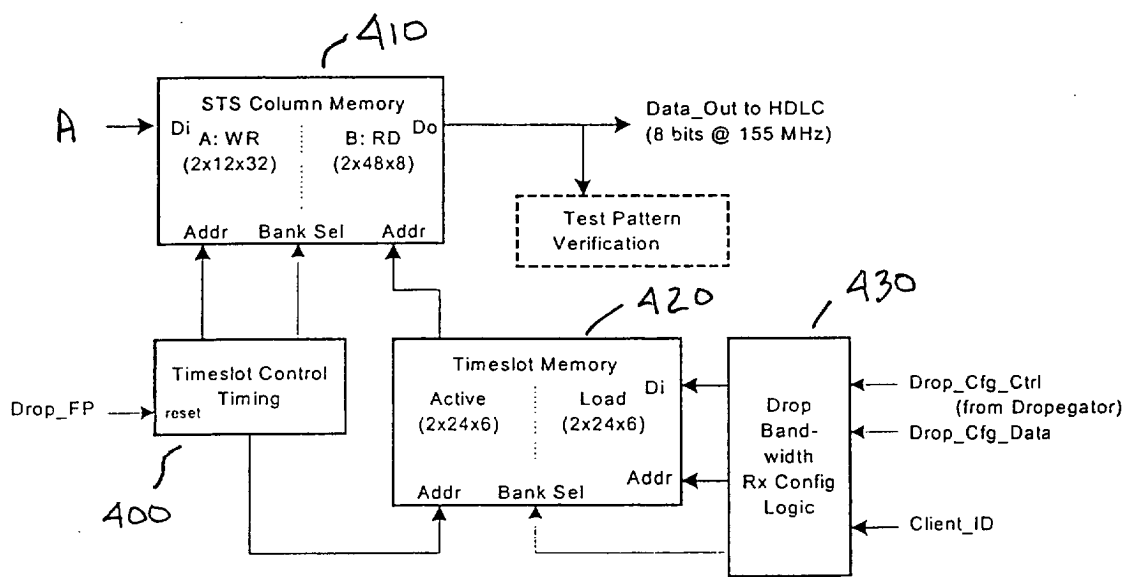 410
A
STS Column Memory
Di
Do
A: WR
(2x12x32)
B: RD
(2x48x8)
Addr
Bank Sel
Addr
Data_Out to HDLC
(8 bits @ 155 MHz)
Test Pattern
Verification
420
430
Timeslot Control
Timing
reset
Drop_FP
400
Timeslot Memory
Active
(2x24x6)
Load
(2x24x6)
Di
Addr
Addr
Bank Sel
Drop
Band-
width
Rx Config
Logic
Drop_Cfg_Ctrl
(from Dropegator)
Drop_Cfg_Data
Client_ID